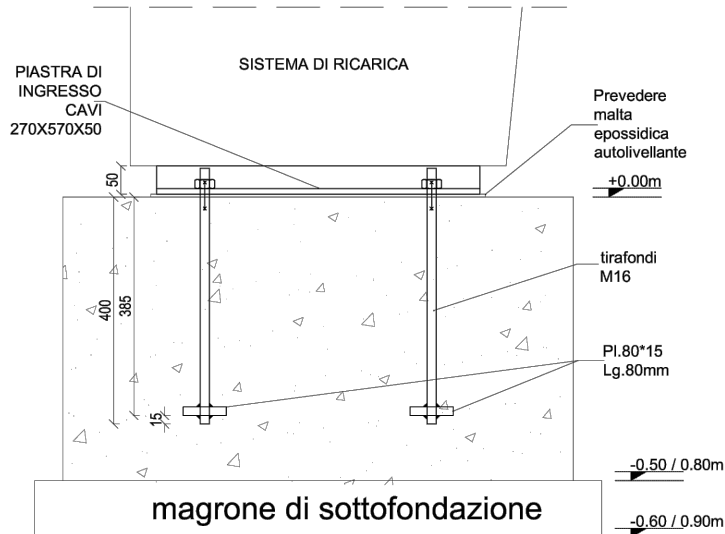 SISTEMA DI RICARICA
PIASTRA DI
INGRESSO
CAVI
270X570X50
Prevedere
malta
epossidica
autolivellante
50
+0.00m
tirafondi
M16
400
385
Pl.80*15
Lg.80mm
15
-0.50 / 0.80m
magrone di sottofondazione
-0.60 / 0.90m